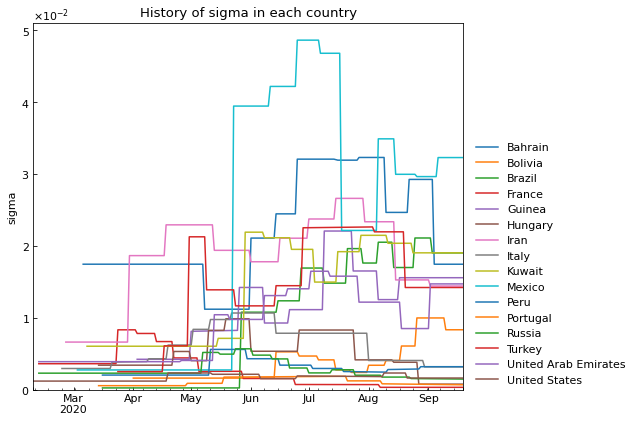 History of sigma in each country
×10⁻²
5
4
3
2
1
0
sigma
Mar Apr May Jun Jul Aug Sep
2020
Bahrain
Bolivia
Brazil
France
Guinea
Hungary
Iran
Italy
Kuwait
Mexico
Peru
Portugal
Russia
Turkey
United Arab Emirates
United States